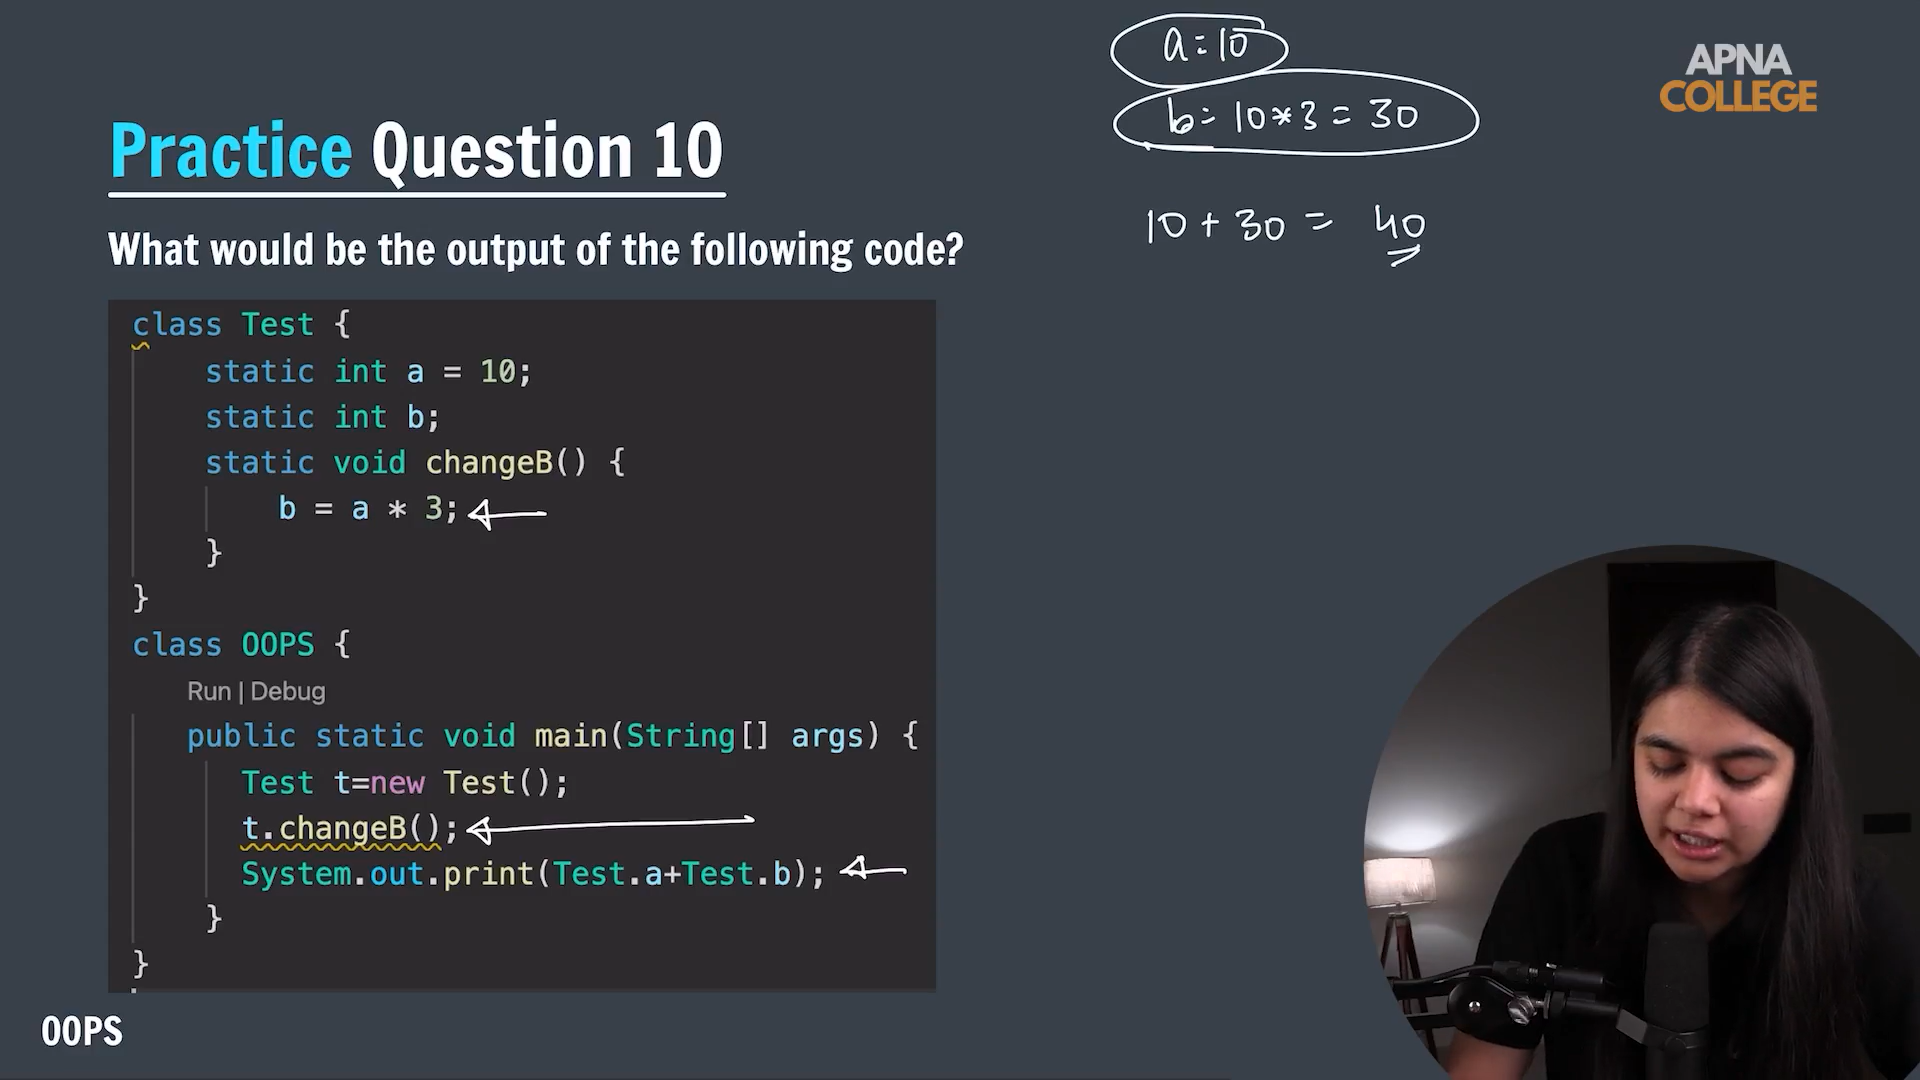 a = 10
b = 10 * 3 = 30
10 + 30 = 40
APNA
COLLEGE
Practice Question 10
What would be the output of the following code?
class Test {
    static int a = 10;
    static int b;
    static void changeB() {
        b = a * 3;
    }
}
class OOPS {
Run | Debug
    public static void main(String[] args) {
        Test t=new Test();
        t.changeB();
        System.out.print(Test.a+Test.b);
    }
}
OOPS